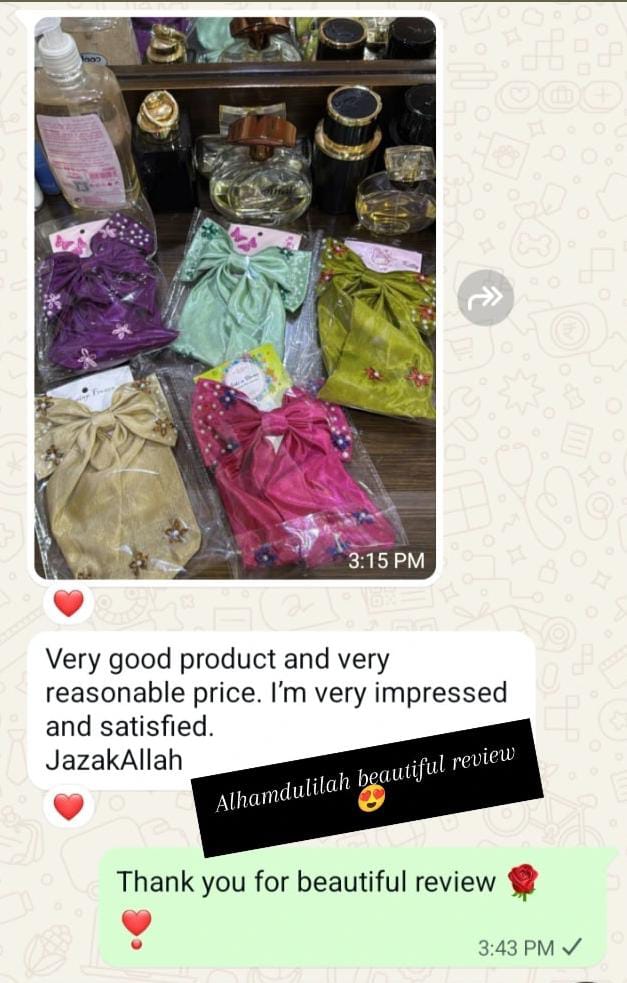 3:15 PM
Very good product and very
reasonable price. I’m very impressed
and satisfied.
JazakAllah
Alhamdulilah beautiful review
😍
Thank you for beautiful review 🌹
❣️
3:43 PM